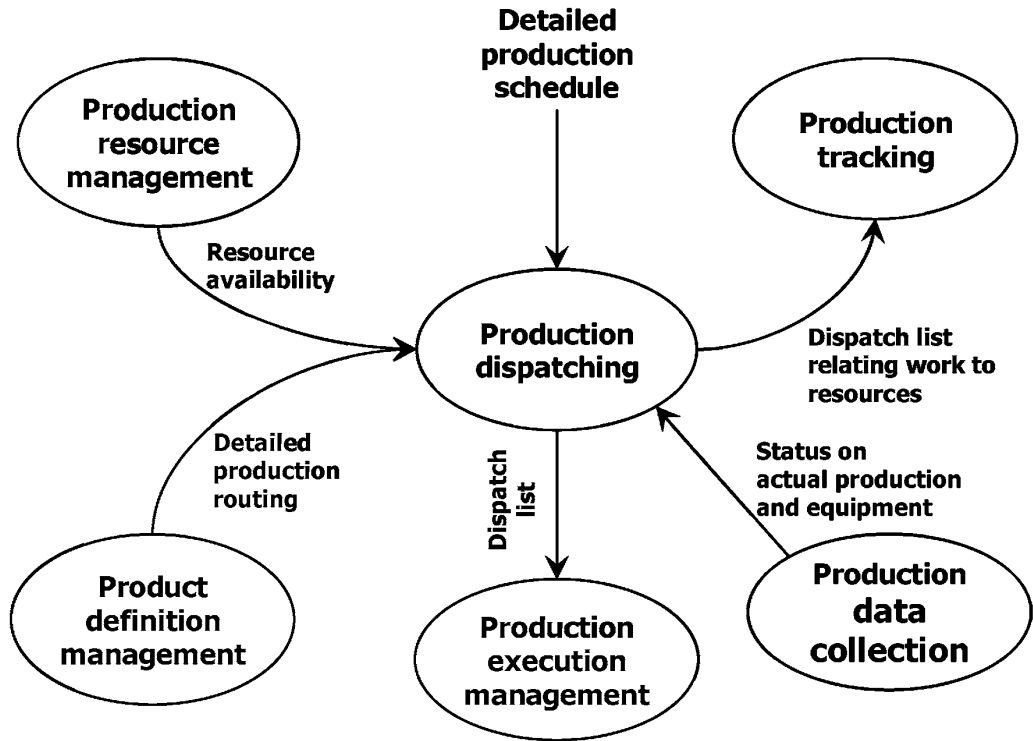 Detailed
production
schedule
Production
resource
management
Production
tracking
Resource
availability
Production
dispatching
Dispatch list
relating work to
resources
Detailed
production
routing
Dispatch
list
Status on
actual production
and equipment
Product
definition
management
Production
execution
management
Production
data
collection